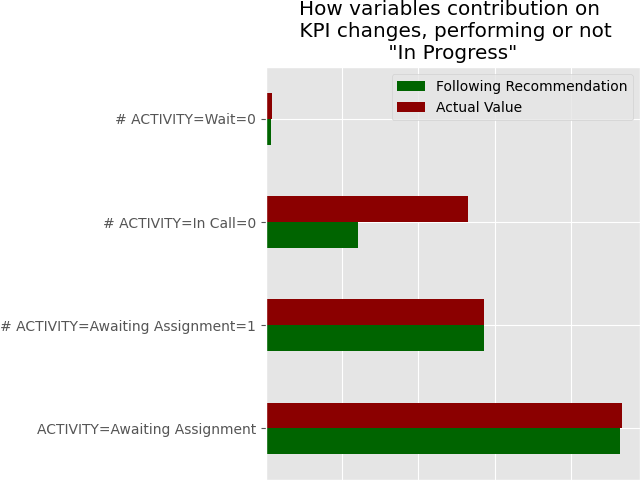 How variables contribution on
KPI changes, performing or not
"In Progress"
Following Recommendation
Actual Value
# ACTIVITY=Wait=0
# ACTIVITY=In Call=0
# ACTIVITY=Awaiting Assignment=1
ACTIVITY=Awaiting Assignment